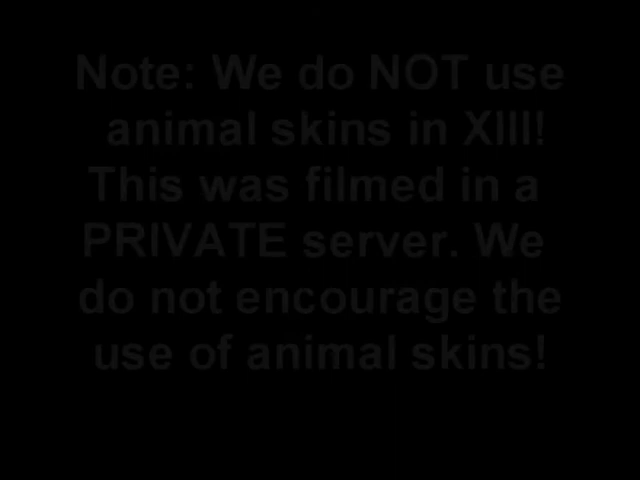 Note: We do NOT use
animal skins in XIII!
This was filmed in a
PRIVATE server. We
do not encourage the
use of animal skins!